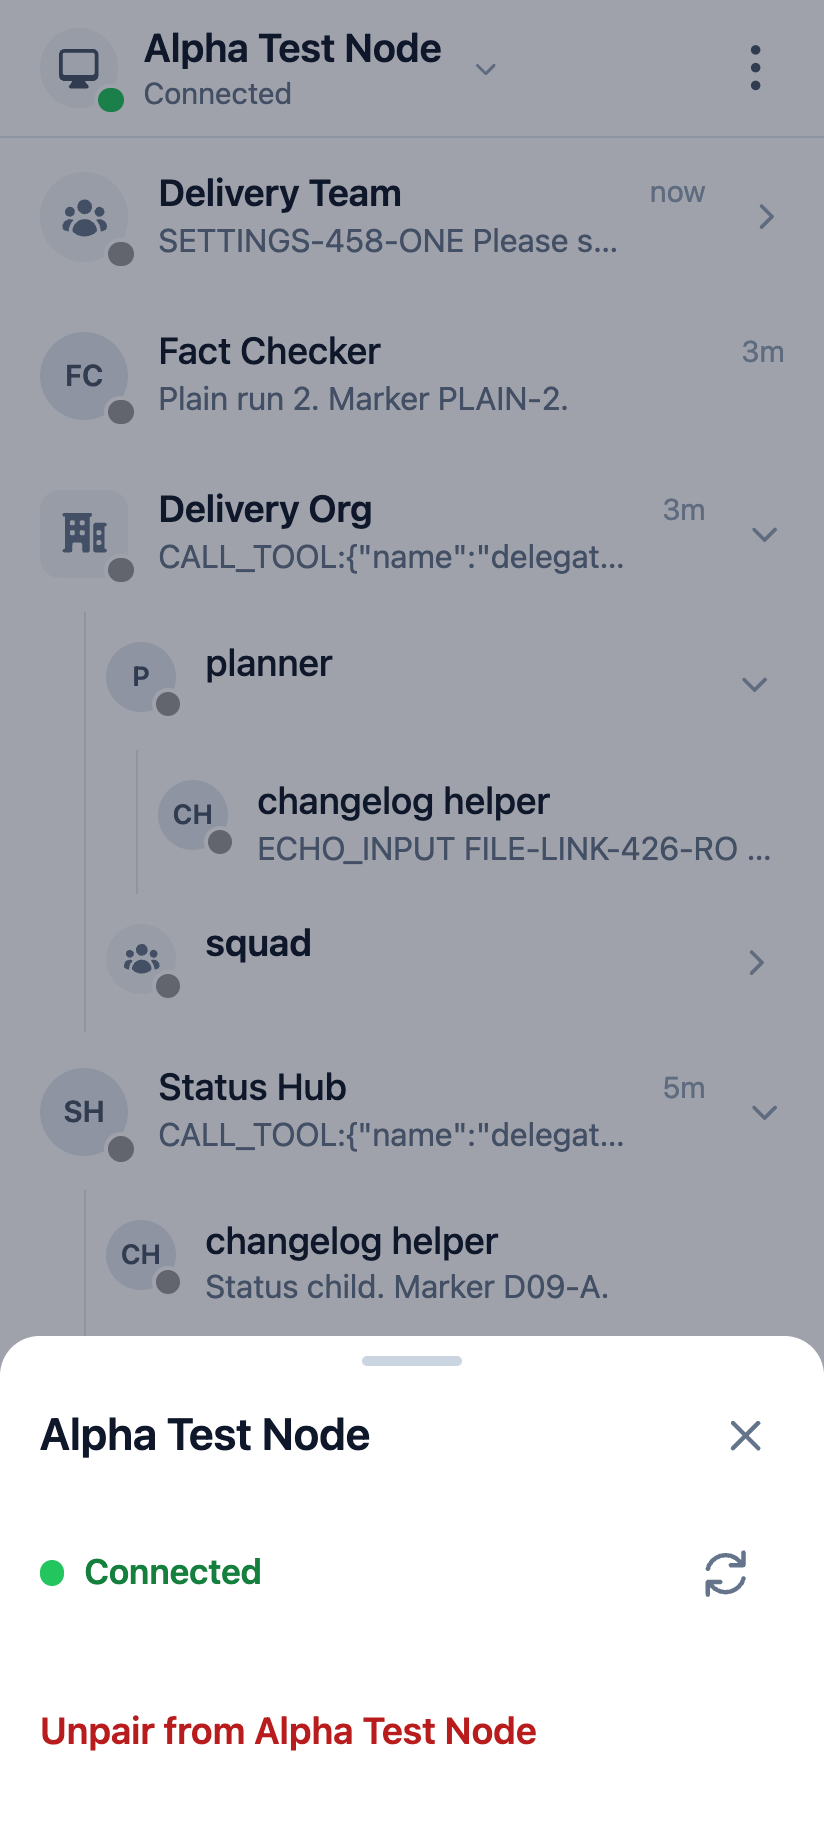 Alpha Test Node
Connected
Delivery Team
now
SETTINGS-458-ONE Please s...
FC
Fact Checker
3m
Plain run 2. Marker PLAIN-2.
Delivery Org
3m
CALL_TOOL:{"name":"delegat...
P
planner
CH
changelog helper
ECHO_INPUT FILE-LINK-426-RO ...
squad
SH
Status Hub
5m
CALL_TOOL:{"name":"delegat...
CH
changelog helper
Status child. Marker D09-A.
Alpha Test Node
Connected
Unpair from Alpha Test Node